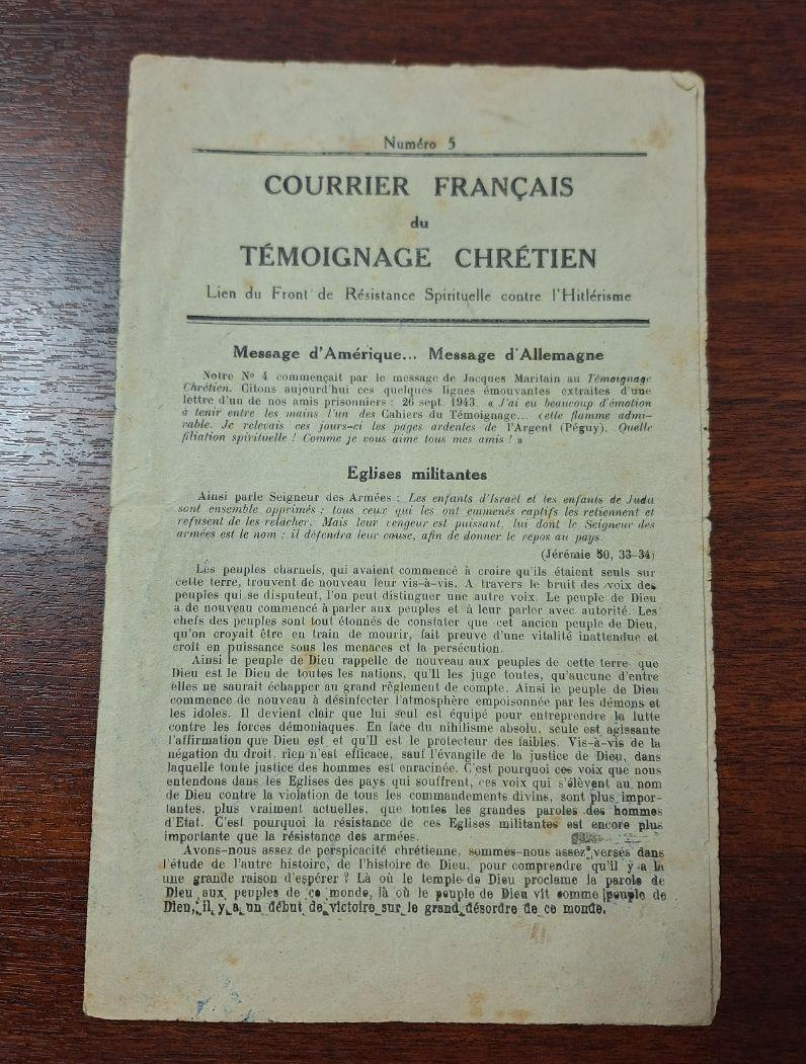 Numéro 5
COURRIER FRANÇAIS
du
TÉMOIGNAGE CHRÉTIEN
Lien du Front de Résistance Spirituelle contre l'Hitlérisme
Message d'Amérique... Message d'Allemagne
Notre No 4 commençait par le message de Jacques Maritain au Témoignage
Chrétien. Citons aujourd'hui ces quelques lignes émouvantes extraites d'une
lettre d'un de nos amis prisonniers : 26 sept. 1943. « J'ai eu beaucoup d'émotion
à tenir entre les mains l'un des Cahiers du Témoignage... cette flamme admi-
rable. Je relevais ces jours-ci les pages ardentes de l'Argent (Péguy). Quelle
filiation spirituelle ! Comme je vous aime tous mes amis ! »
Eglises militantes
Ainsi parle Seigneur des Armées : Les enfants d'Israël et les enfants de Juda
sont ensemble opprimés ; tous ceux qui les ont emmenés captifs les retiennent et
refusent de les relâcher. Mais leur vengeur est puissant, lui dont le Seigneur des
armées est le nom : il défendra leur cause, afin de donner le repos au pays.
(Jérémie 50, 33-34)
Les peuples charnels, qui avaient commencé à croire qu'ils étaient seuls sur
cette terre, trouvent de nouveau leur vis-à-vis. A travers le bruit des voix des
peuples qui se disputent, l'on peut distinguer une autre voix. Le peuple de Dieu
a de nouveau commencé à parler aux peuples et à leur parler avec autorité. Les
chefs des peuples sont tout étonnés de constater que cet ancien peuple de Dieu,
qu'on croyait être en train de mourir, fait preuve d'une vitalité inattendue et
croît en puissance sous les menaces et la persécution.
Ainsi le peuple de Dieu rappelle de nouveau aux peuples de cette terre que
Dieu est le Dieu de toutes les nations, qu'Il les juge toutes, qu'aucune d'entre
elles ne saurait échapper au grand règlement de compte. Ainsi le peuple de Dieu
commence de nouveau à désinfecter l'atmosphère empoisonnée par les démons et
les idoles. Il devient clair que lui seul est équipé pour entreprendre la lutte
contre les forces démoniaques. En face du nihilisme absolu, seule est agissante
l'affirmation que Dieu est et qu'Il est le protecteur des faibles. Vis-à-vis de la
négation du droit, rien n'est efficace, sauf l'évangile de la justice de Dieu, dans
laquelle toute justice des hommes est enracinée. C'est pourquoi ces voix que nous
entendons dans les Eglises des pays qui souffrent, ces voix qui s'élèvent au nom
de Dieu contre la violation de tous les commandements divins, sont plus impor-
tantes, plus vraiment actuelles, que toutes les grandes paroles des hommes
d'Etat. C'est pourquoi la résistance de ces Eglises militantes est encore plus
importante que la résistance des armées.
Avons-nous assez de perspicacité chrétienne, sommes-nous assez versés dans
l'étude de l'autre histoire, de l'histoire de Dieu, pour comprendre qu'il y a là
une grande raison d'espérer ? Là où le temple de Dieu proclame la parole de
Dieu aux peuples de ce monde, là où le peuple de Dieu vit comme peuple de
Dieu, il y a un début de victoire sur le grand désordre de ce monde.